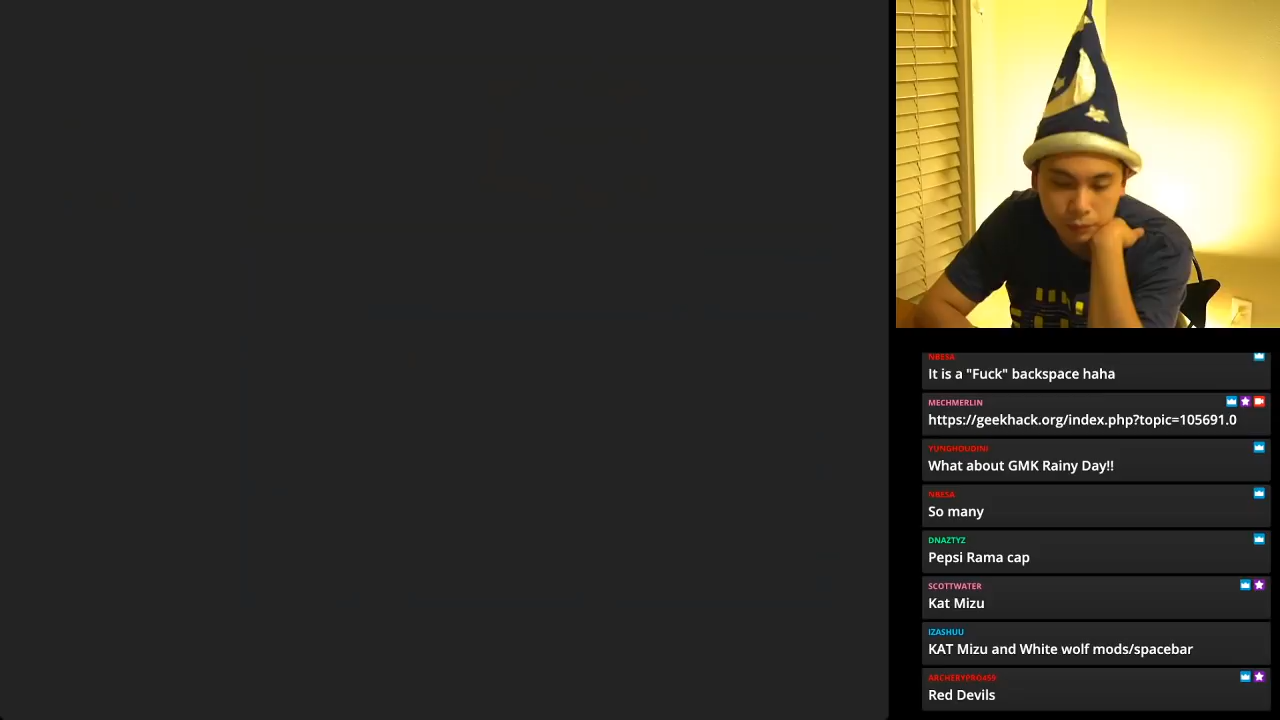 NBESA
It is a "Fuck" backspace haha
MECHMERLIN
https://geekhack.org/index.php?topic=105691.0
YUNGHOUDINI
What about GMK Rainy Day!!
NBESA
So many
DNAZTYZ
Pepsi Rama cap
SCOTTWATER
Kat Mizu
IZASHUU
KAT Mizu and White wolf mods/spacebar
ARCHERYPRO459
Red Devils